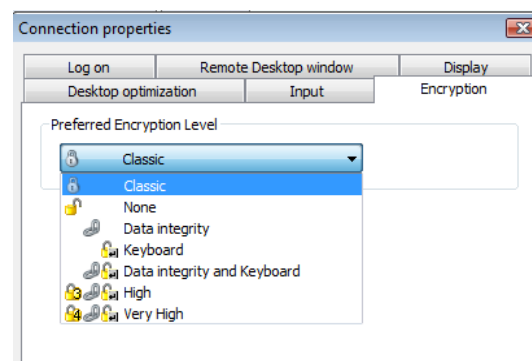 Connection properties
Log on
Remote Desktop window
Display
Desktop optimization
Input
Encryption
Preferred Encryption Level
Classic
Classic
None
Data integrity
Keyboard
Data integrity and Keyboard
3 High
4 Very High